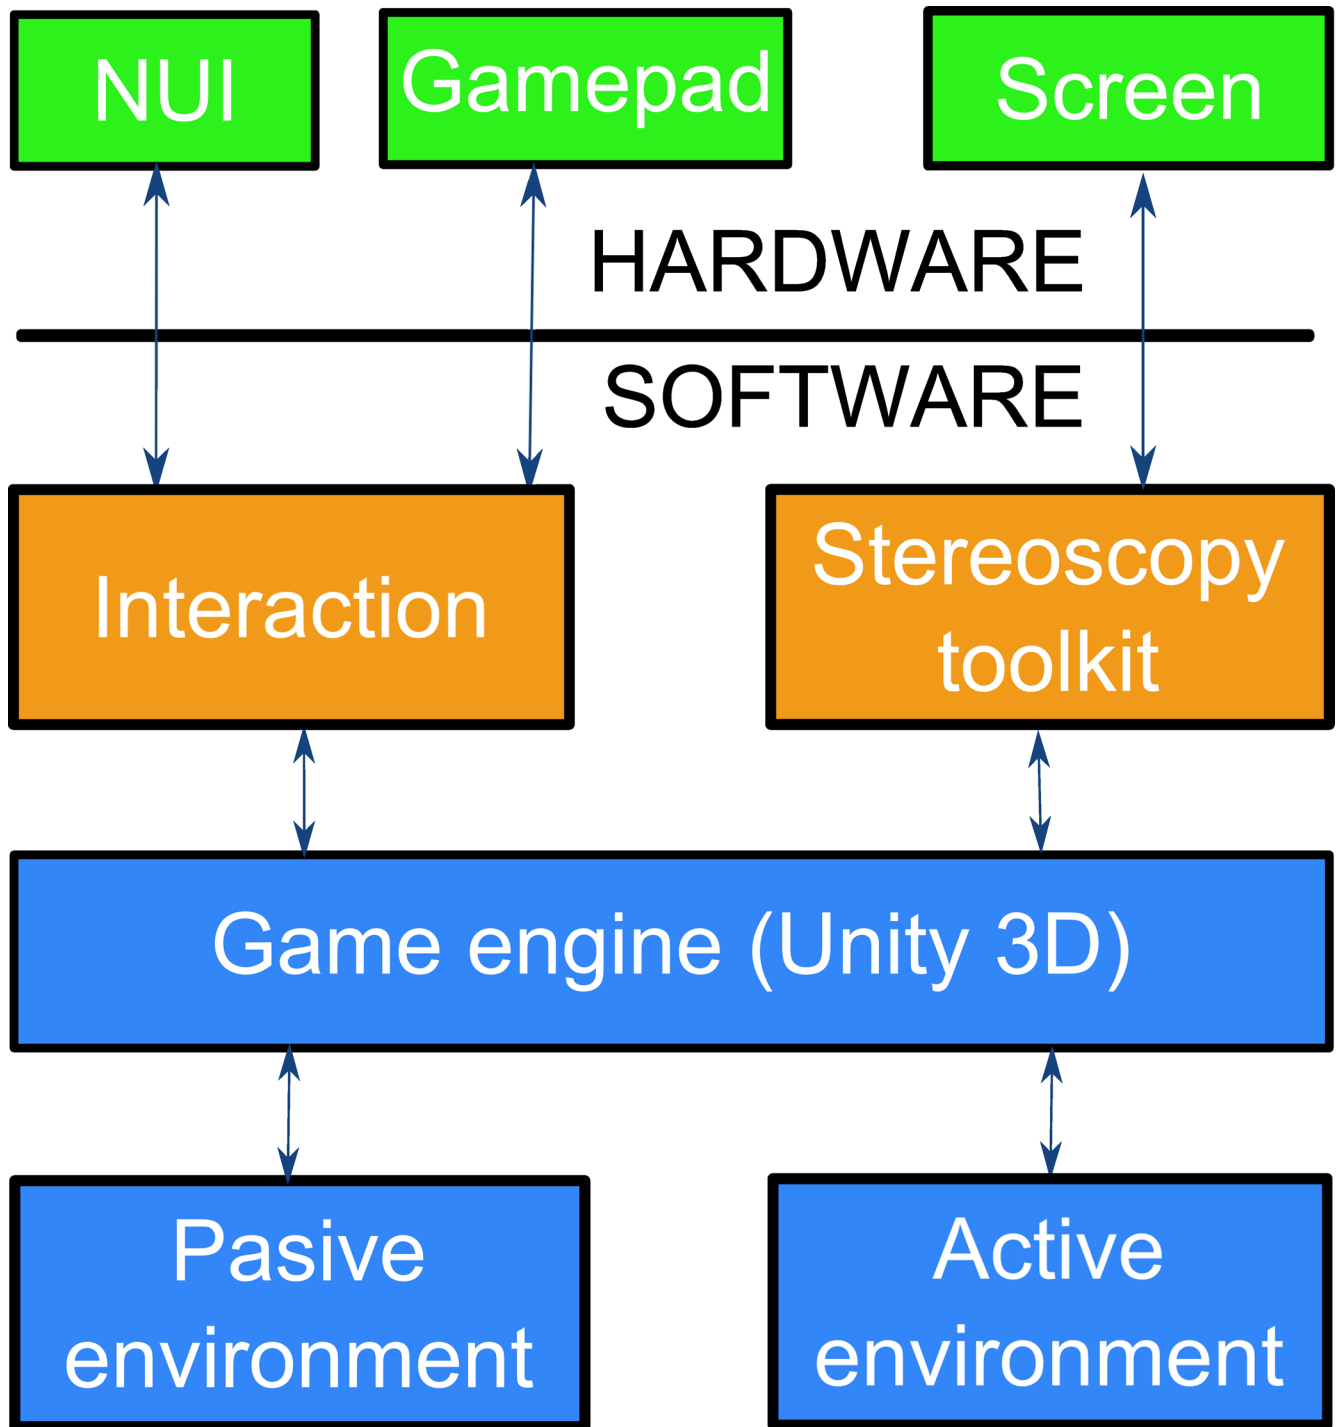 NUI
Gamepad
Screen
HARDWARE
SOFTWARE
Interaction
Stereoscopy
toolkit
Game engine (Unity 3D)
Pasive
environment
Active
environment